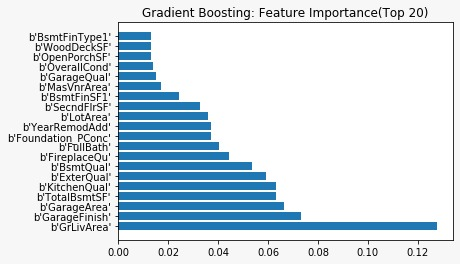 Gradient Boosting: Feature Importance(Top 20)
b'BsmtFinType1'
b'WoodDeckSF'
b'OpenPorchSF'
b'OverallCond'
b'GarageQual'
b'MasVnrArea'
b'BsmtFinSF1'
b'SecndFlrSF'
b'LotArea'
b'YearRemodAdd'
b'Foundation_PConc'
b'FullBath'
b'FireplaceQu'
b'BsmtQual'
b'ExterQual'
b'KitchenQual'
b'TotalBsmtSF'
b'GarageArea'
b'GarageFinish'
b'GrLivArea'
0.00 0.02 0.04 0.06 0.08 0.10 0.12